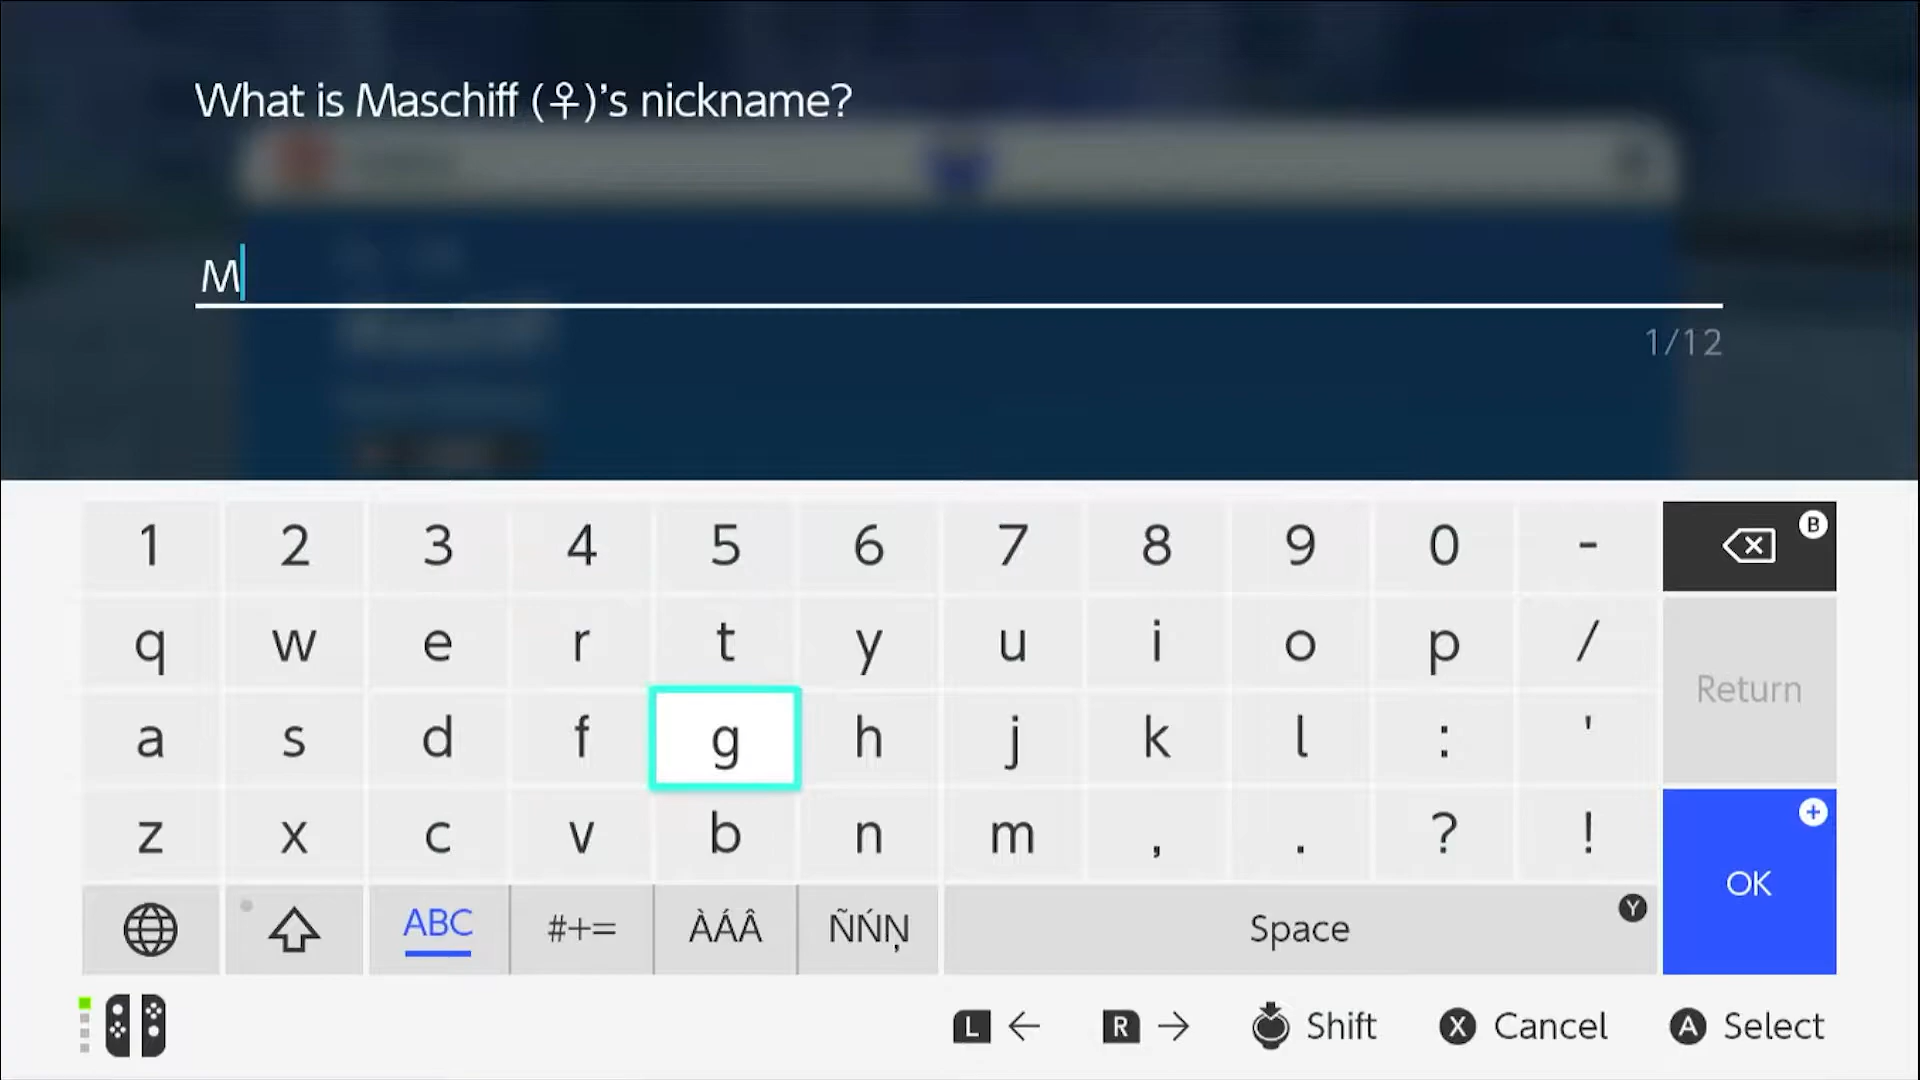 What is Maschiff (♀)'s nickname?
M
1/12
1 2 3 4 5 6 7 8 9 0 - B
q w e r t y u i o p / Return
a s d f g h j k l : '
z x c v b n m , . ? ! + OK
ABC #+= ÀÁÂ ÑŃŅ Space Y
L ← R → Shift X Cancel A Select